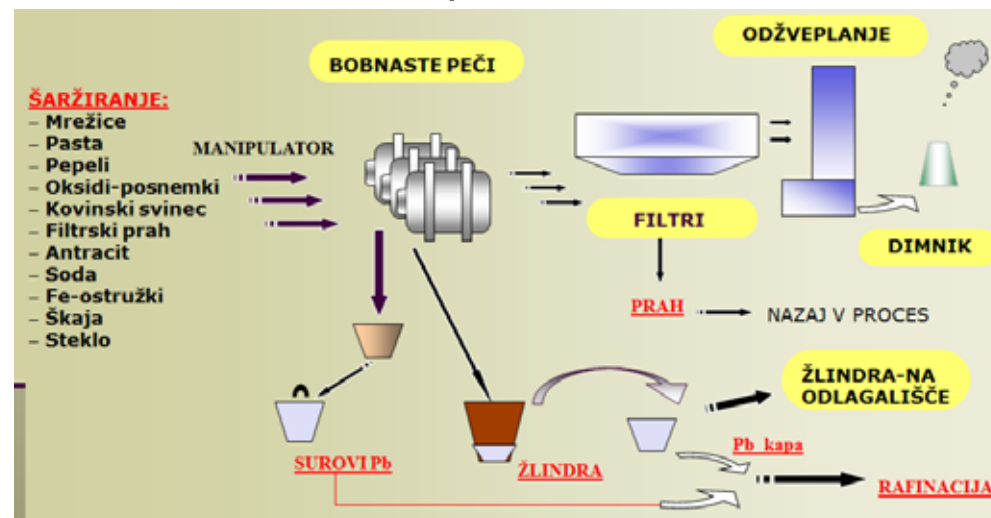 ODŽVEPLANJE
BOBNASTE PEČI
ŠARŽIRANJE:
– Mrežice
– Pasta
– Pepeli
– Oksidi-posnemki
– Kovinski svinec
– Filtrski prah
– Antracit
– Soda
– Fe-ostružki
– Škaja
– Steklo
MANIPULATOR
FILTRI
DIMNIK
PRAH
NAZAJ V PROCES
ŽLINDRA-NA
ODLAGALIŠČE
SUROVI Pb
ŽLINDRA
Pb kapa
RAFINACIJA